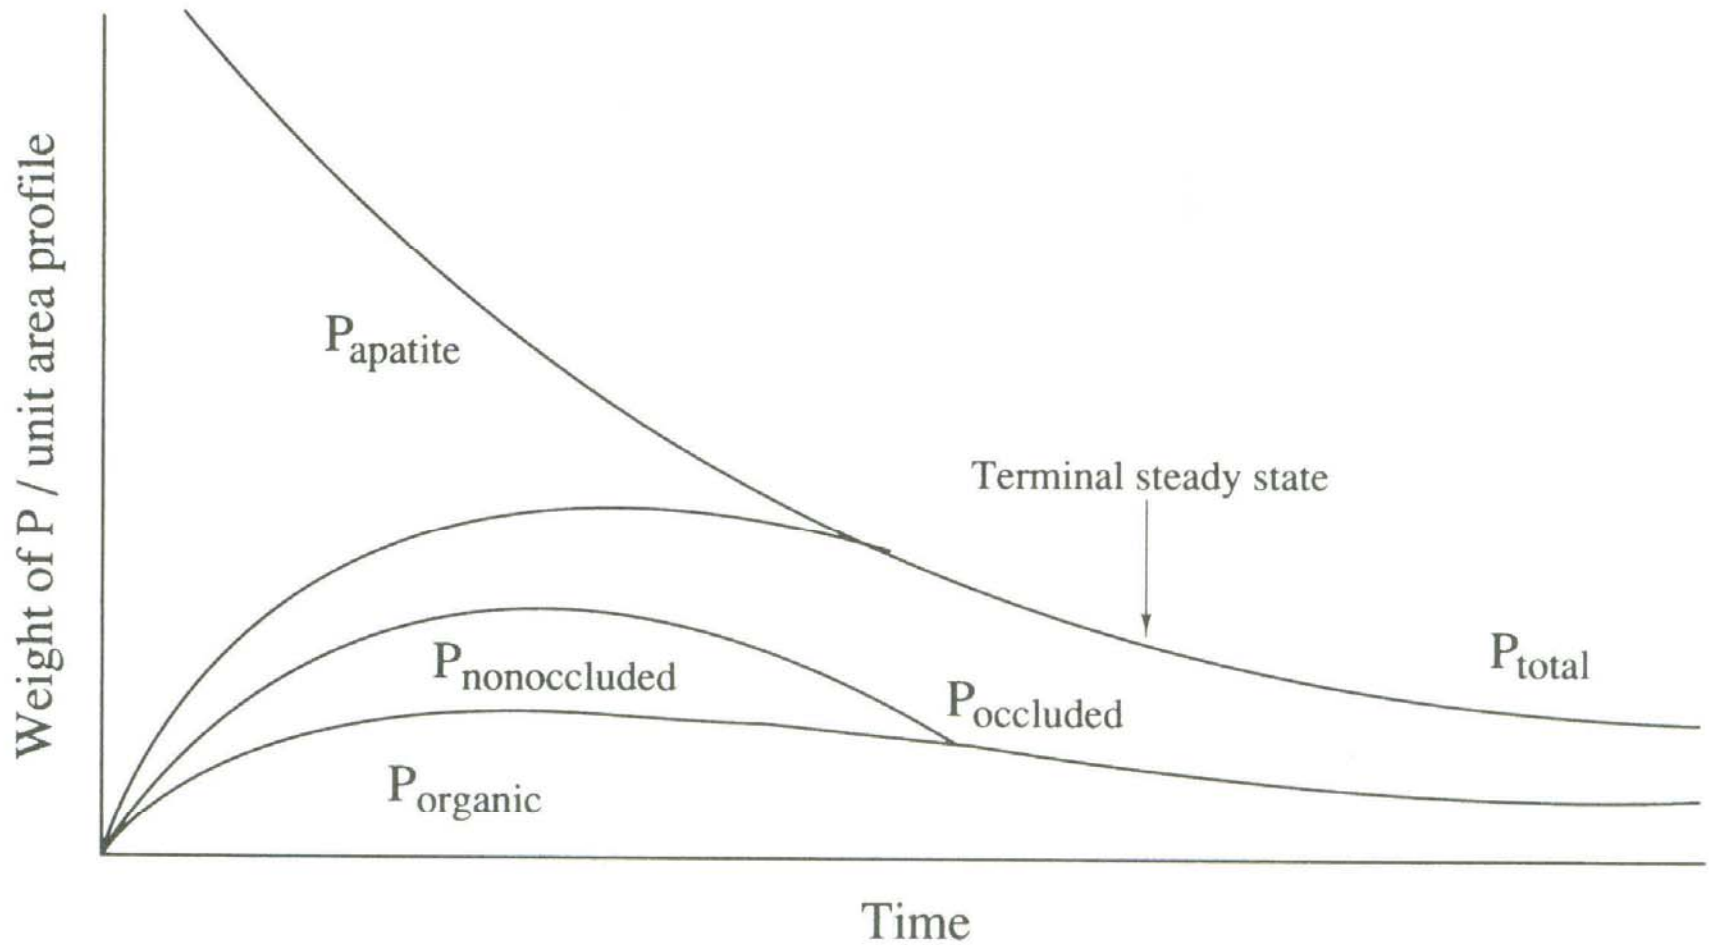 Weight of P / unit area profile
Papatite
Terminal steady state
Ptotal
Pnonoccluded
Poccluded
Porganic
Time